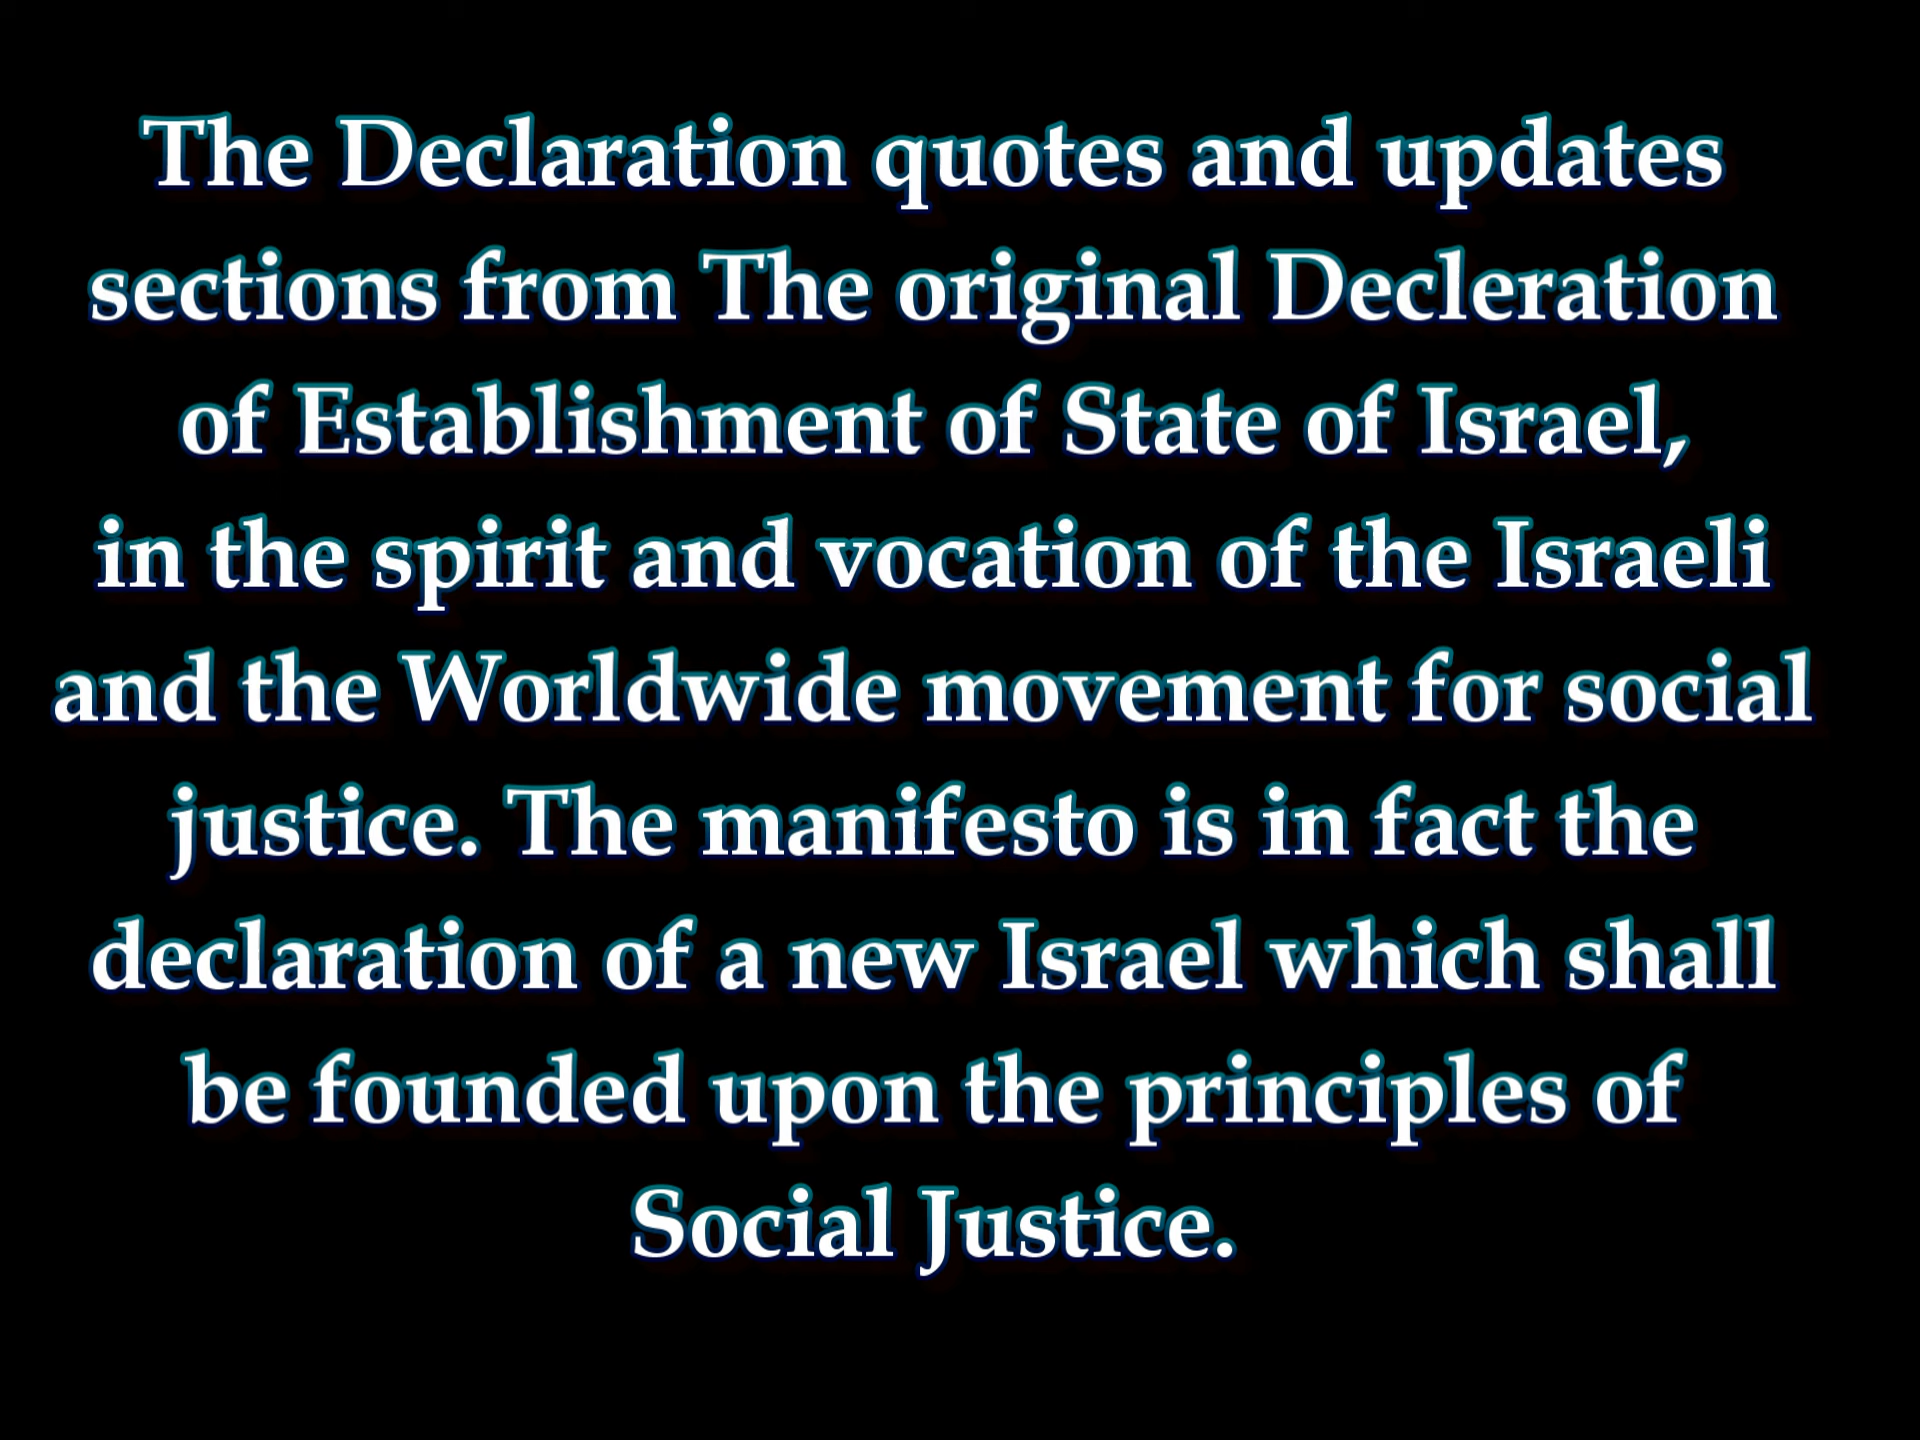 The Declaration quotes and updates
sections from The original Decleration
of Establishment of State of Israel,
in the spirit and vocation of the Israeli
and the Worldwide movement for social
justice. The manifesto is in fact the
declaration of a new Israel which shall
be founded upon the principles of
Social Justice.